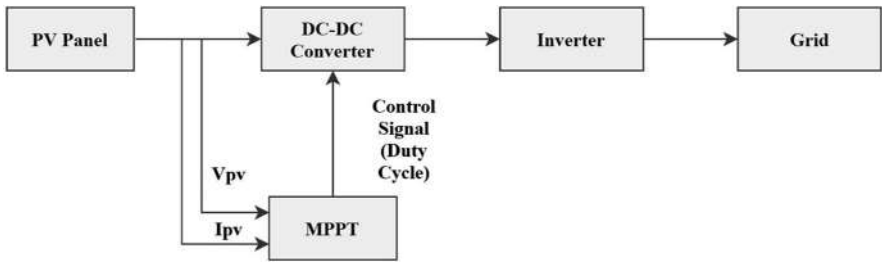 PV Panel
DC-DC
Converter
Inverter
Grid
Control
Signal
(Duty
Cycle)
Vpv
Ipv
MPPT